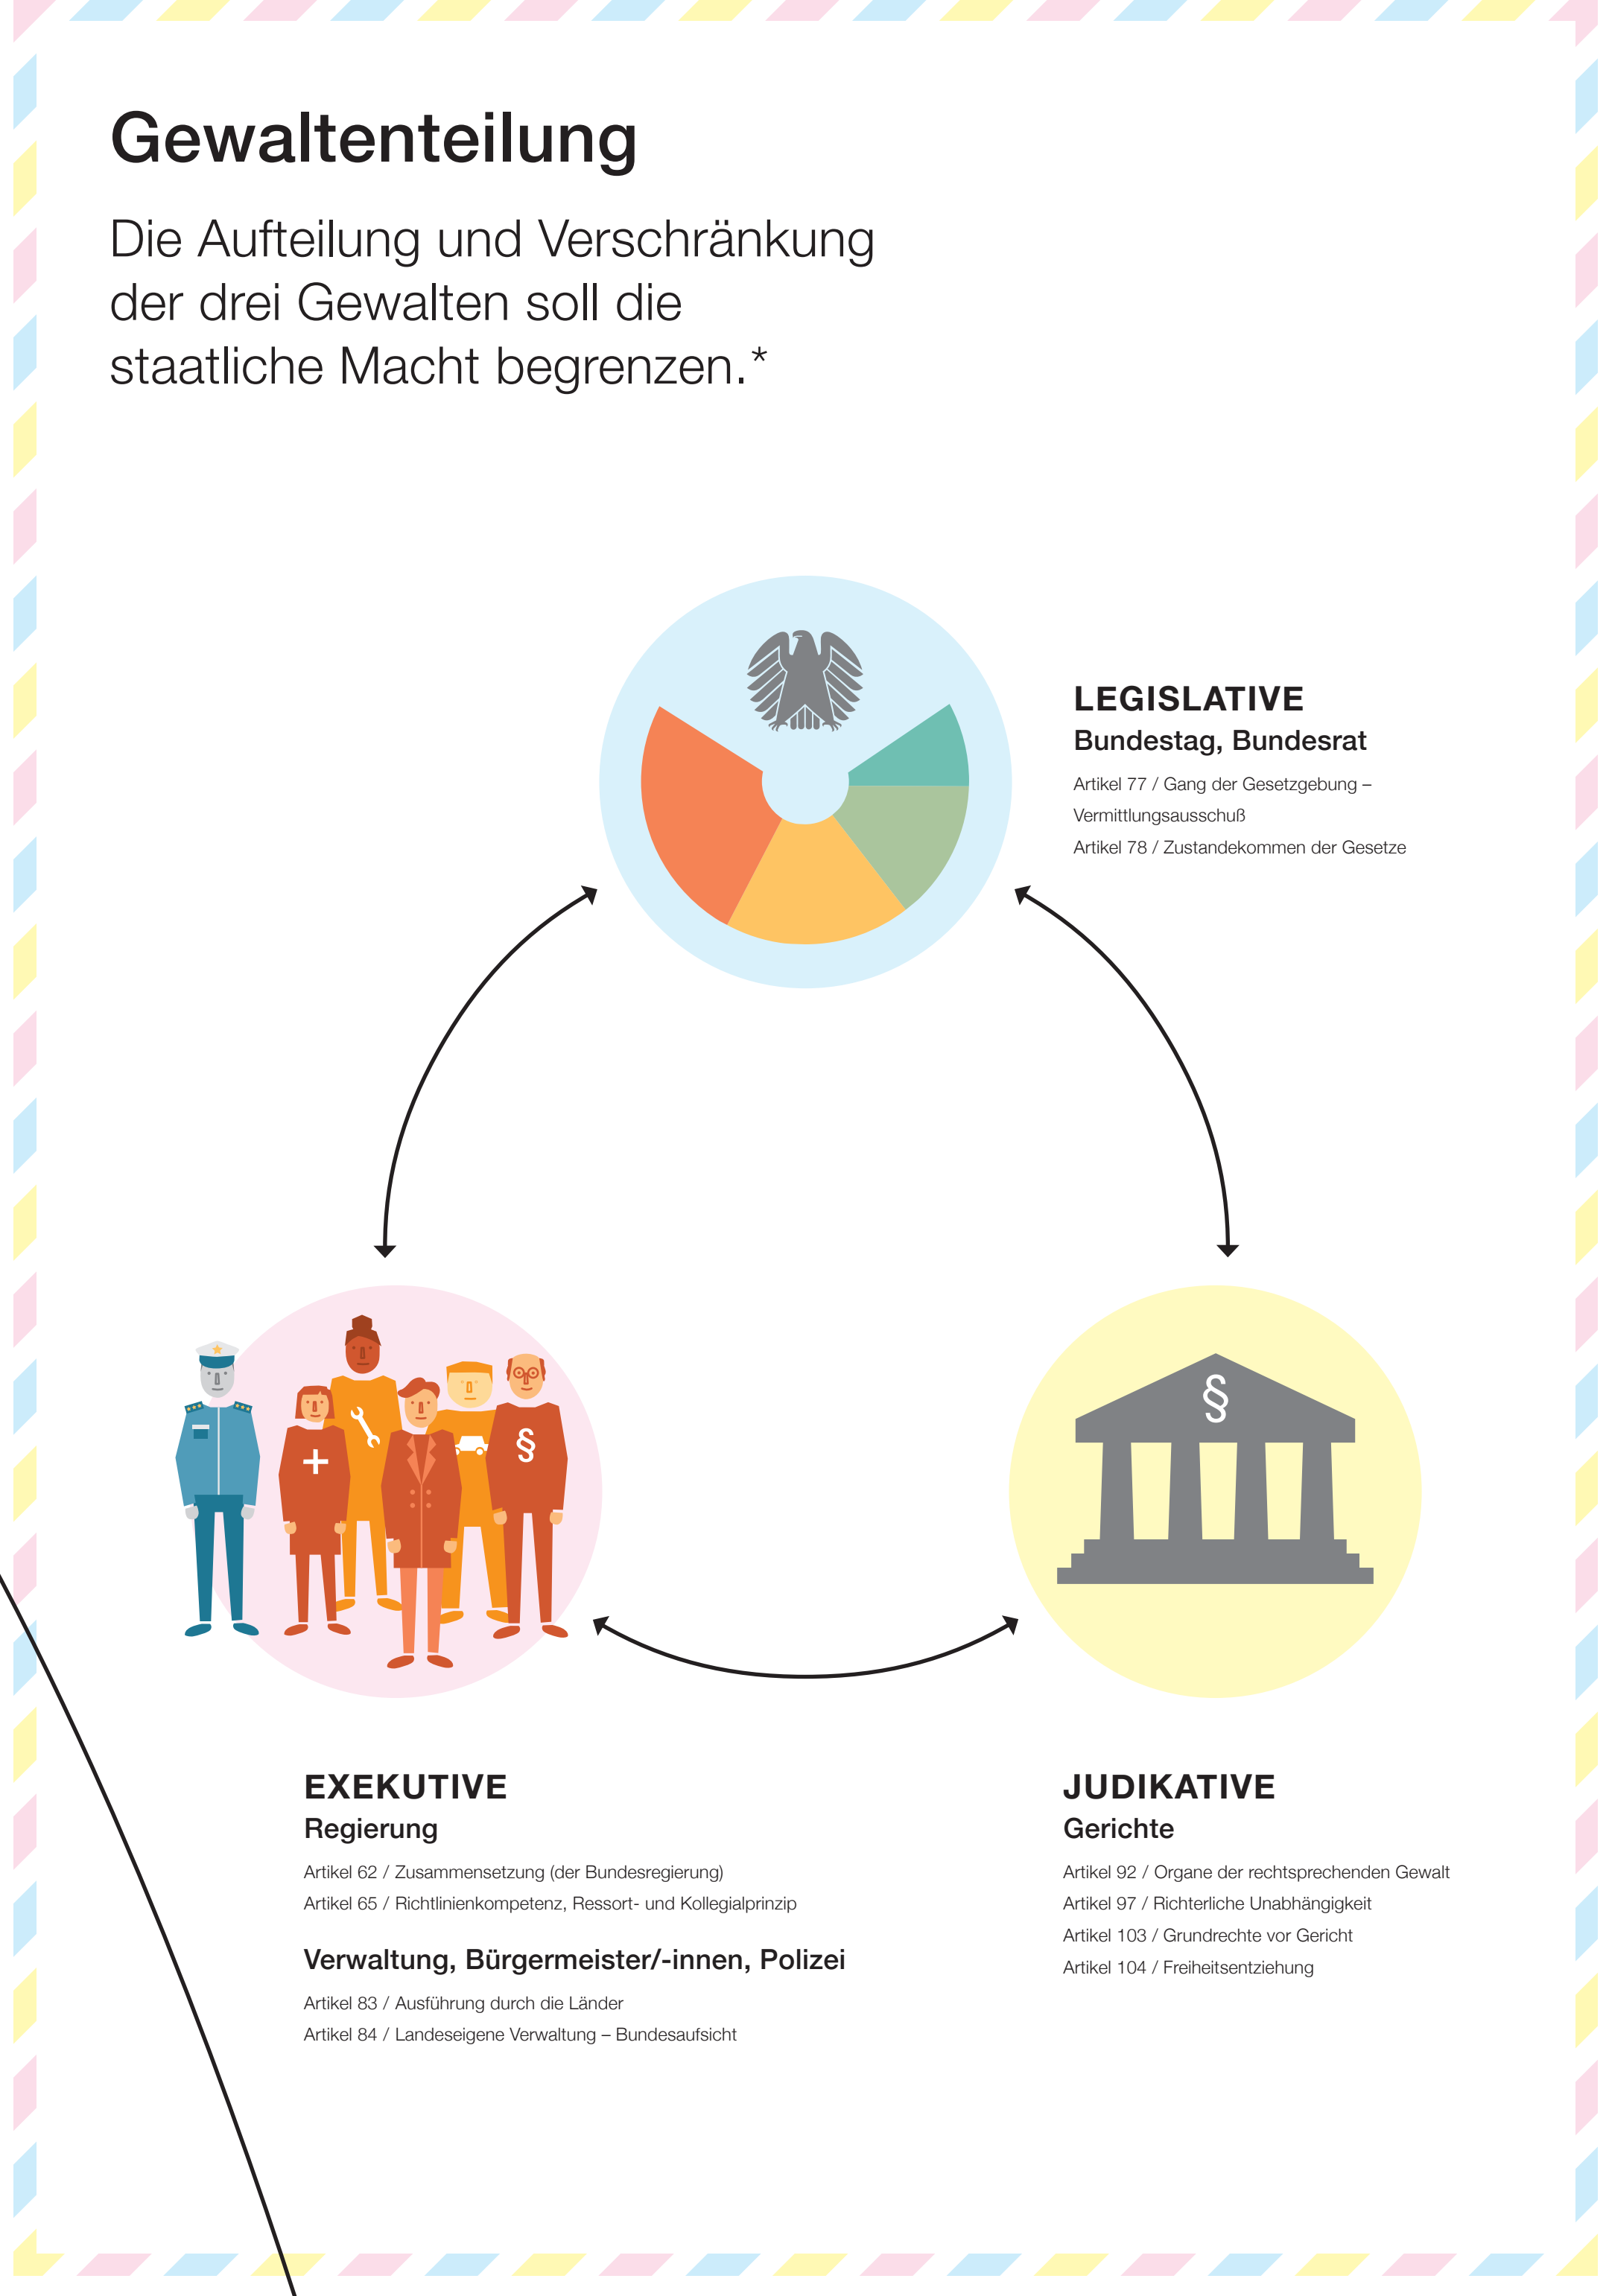 Gewaltenteilung
Die Aufteilung und Verschränkung
der drei Gewalten soll die
staatliche Macht begrenzen.*
LEGISLATIVE
Bundestag, Bundesrat
Artikel 77 / Gang der Gesetzgebung –
Vermittlungsausschuß
Artikel 78 / Zustandekommen der Gesetze
§
§
EXEKUTIVE
Regierung
Artikel 62 / Zusammensetzung (der Bundesregierung)
Artikel 65 / Richtlinienkompetenz, Ressort- und Kollegialprinzip
Verwaltung, Bürgermeister/-innen, Polizei
Artikel 83 / Ausführung durch die Länder
Artikel 84 / Landeseigene Verwaltung – Bundesaufsicht
JUDIKATIVE
Gerichte
Artikel 92 / Organe der rechtsprechenden Gewalt
Artikel 97 / Richterliche Unabhängigkeit
Artikel 103 / Grundrechte vor Gericht
Artikel 104 / Freiheitsentziehung